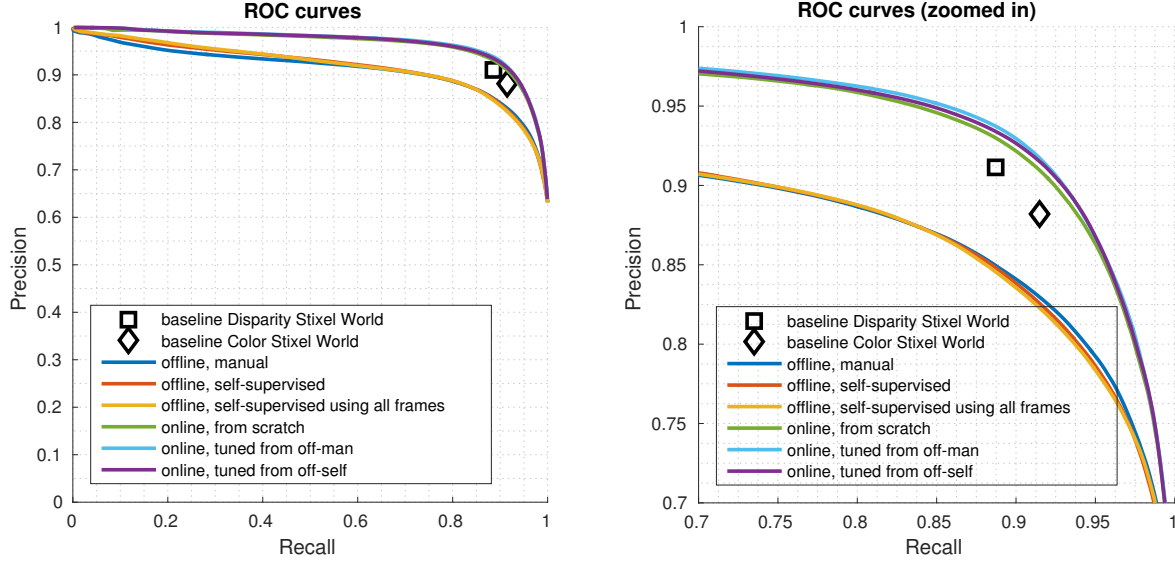 ROC curves
1
0.9
0.8
0.7
0.6
0.5
0.4
0.3
0.2
0.1
0
Precision
baseline Disparity Stixel World
baseline Color Stixel World
offline, manual
offline, self-supervised
offline, self-supervised using all frames
online, from scratch
online, tuned from off-man
online, tuned from off-self
0 0.2 0.4 0.6 0.8 1
Recall
ROC curves (zoomed in)
1
0.95
0.9
0.85
0.8
0.75
0.7
Precision
baseline Disparity Stixel World
baseline Color Stixel World
offline, manual
offline, self-supervised
offline, self-supervised using all frames
online, from scratch
online, tuned from off-man
online, tuned from off-self
0.7 0.75 0.8 0.85 0.9 0.95 1
Recall